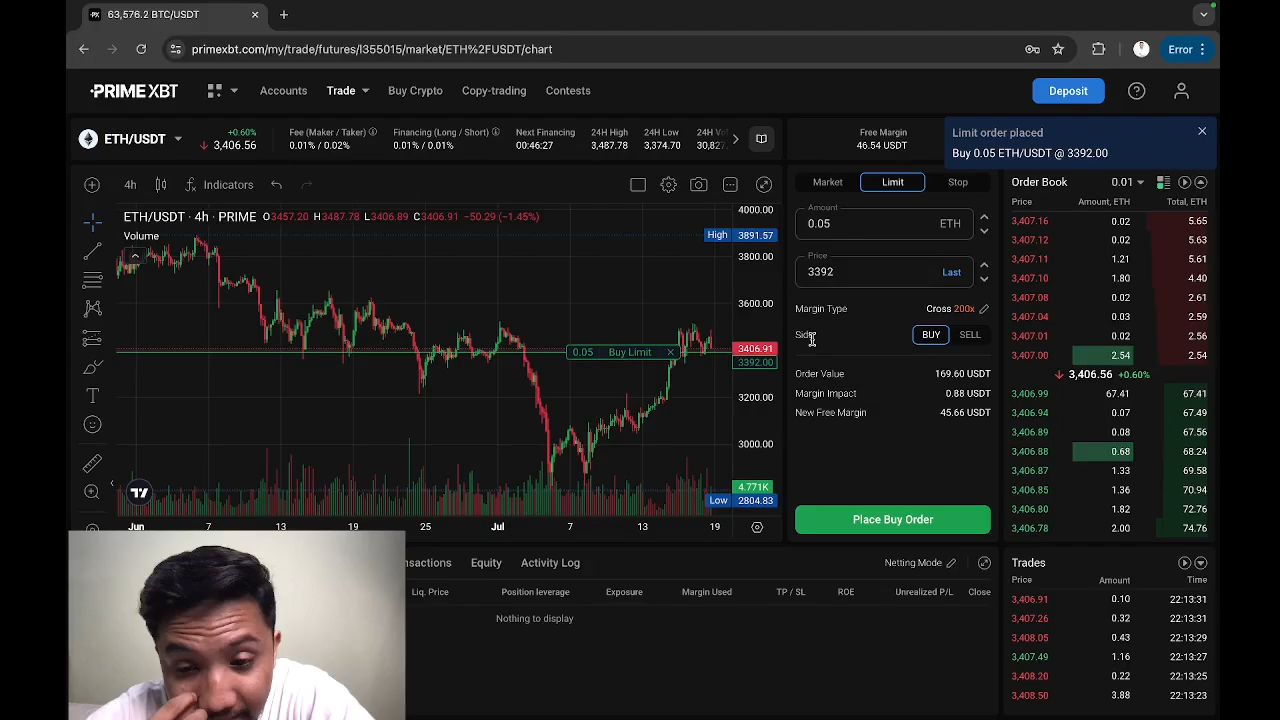 63,576.2 BTC/USDT
primexbt.com/my/trade/futures/l355015/market/ETH%2FUSDT/chart
Error
PRIME XBT
Accounts
Trade
Buy Crypto
Copy-trading
Contests
Deposit
ETH/USDT
+0.60%
3,406.56
Fee (Maker / Taker)
0.01% / 0.02%
Financing (Long / Short)
0.01% / 0.01%
Next Financing
00:46:27
24H High
3,487.78
24H Low
3,374.70
24H Vo
30,827.
Free Margin
46.54 USDT
Limit order placed
Buy 0.05 ETH/USDT @ 3392.00
4h
Indicators
ETH/USDT · 4h · PRIME O3457.20 H3487.78 L3406.89 C3406.91 −50.29 (−1.45%)
Volume
4000.00
High 3891.57
3800.00
3600.00
3406.91
3392.00
0.05 Buy Limit
3200.00
3000.00
4.771K
Low 2804.83
Jun 7 13 19 25 Jul 7 13 19
Market
Limit
Stop
Amount
0.05 ETH
Price
3392 Last
Margin Type Cross 200x
Side BUY SELL
Order Value 169.60 USDT
Margin Impact 0.88 USDT
New Free Margin 45.66 USDT
Place Buy Order
Order Book 0.01
Price Amount, ETH Total, ETH
3,407.16 0.02 5.65
3,407.12 0.02 5.63
3,407.11 1.21 5.61
3,407.10 1.80 4.40
3,407.08 0.02 2.61
3,407.04 0.03 2.59
3,407.01 0.02 2.56
3,407.00 2.54 2.54
3,406.56 +0.60%
3,406.99 67.41 67.41
3,406.94 0.07 67.49
3,406.89 0.08 67.56
3,406.88 0.68 68.24
3,406.87 1.33 69.58
3,406.85 1.36 70.94
3,406.80 1.82 72.76
3,406.78 2.00 74.76
nsactions
Equity
Activity Log
Netting Mode
Liq. Price
Position leverage
Exposure
Margin Used
TP / SL
ROE
Unrealized P/L
Close
Nothing to display
Trades
Price Amount Time
3,406.91 0.10 22:13:31
3,407.26 0.32 22:13:31
3,408.05 0.43 22:13:29
3,407.49 1.16 22:13:27
3,408.20 0.22 22:13:25
3,408.50 3.88 22:13:23